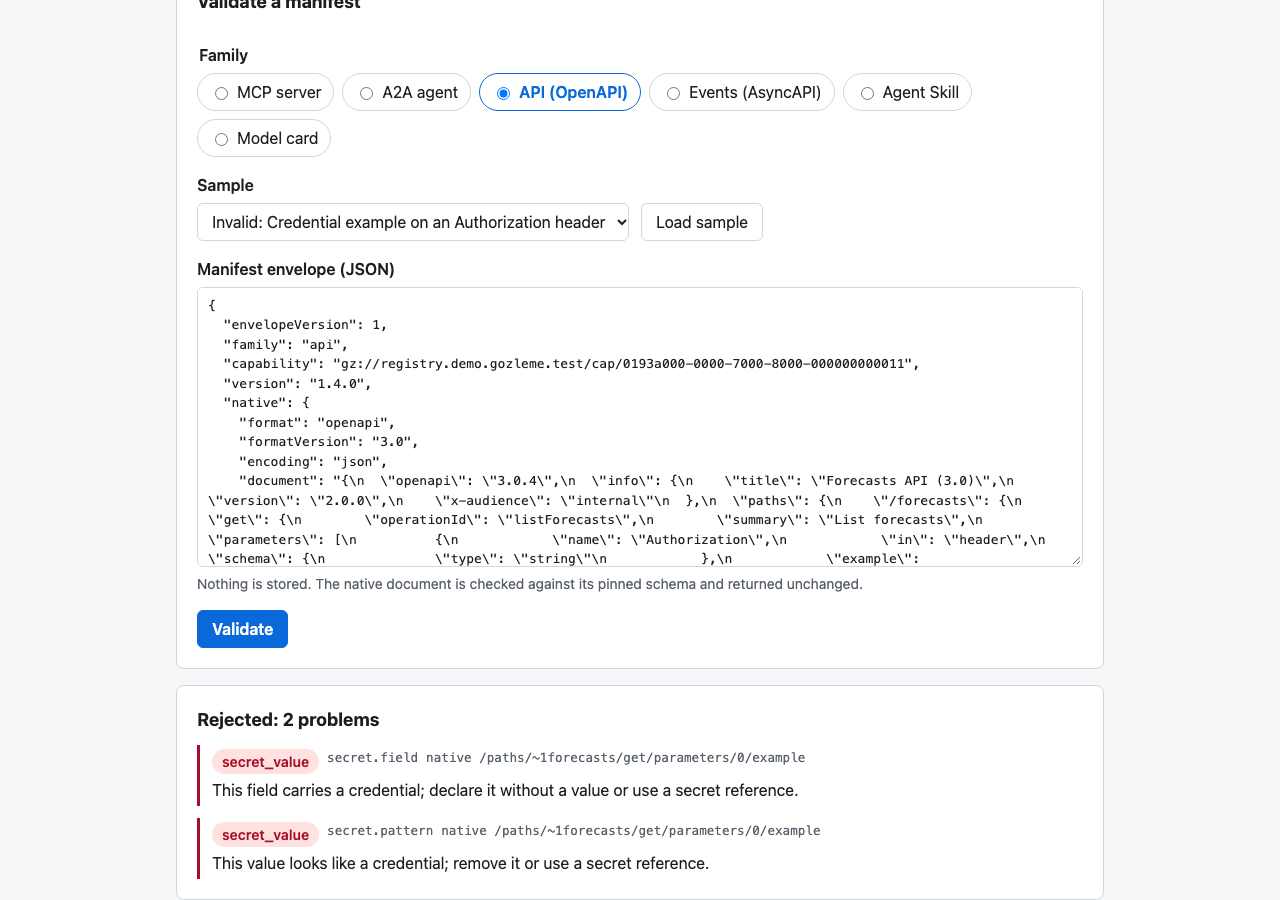 Validate a manifest
Family
MCP server
A2A agent
API (OpenAPI)
Events (AsyncAPI)
Agent Skill
Model card
Sample
Invalid: Credential example on an Authorization header
Load sample
Manifest envelope (JSON)
{
  "envelopeVersion": 1,
  "family": "api",
  "capability": "gz://registry.demo.gozleme.test/cap/0193a000-0000-7000-8000-000000000011",
  "version": "1.4.0",
  "native": {
    "format": "openapi",
    "formatVersion": "3.0",
    "encoding": "json",
    "document": "{\n  \"openapi\": \"3.0.4\",\n  \"info\": {\n    \"title\": \"Forecasts API (3.0)\",\n
\"version\": \"2.0.0\",\n    \"x-audience\": \"internal\"\n  },\n  \"paths\": {\n    \"/forecasts\": {\n
\"get\": {\n        \"operationId\": \"listForecasts\",\n        \"summary\": \"List forecasts\",\n
\"parameters\": [\n          {\n            \"name\": \"Authorization\",\n            \"in\": \"header\",\n
\"schema\": {\n              \"type\": \"string\"\n            },\n            \"example\":
Nothing is stored. The native document is checked against its pinned schema and returned unchanged.
Validate
Rejected: 2 problems
secret_value secret.field native /paths/~1forecasts/get/parameters/0/example
This field carries a credential; declare it without a value or use a secret reference.
secret_value secret.pattern native /paths/~1forecasts/get/parameters/0/example
This value looks like a credential; remove it or use a secret reference.